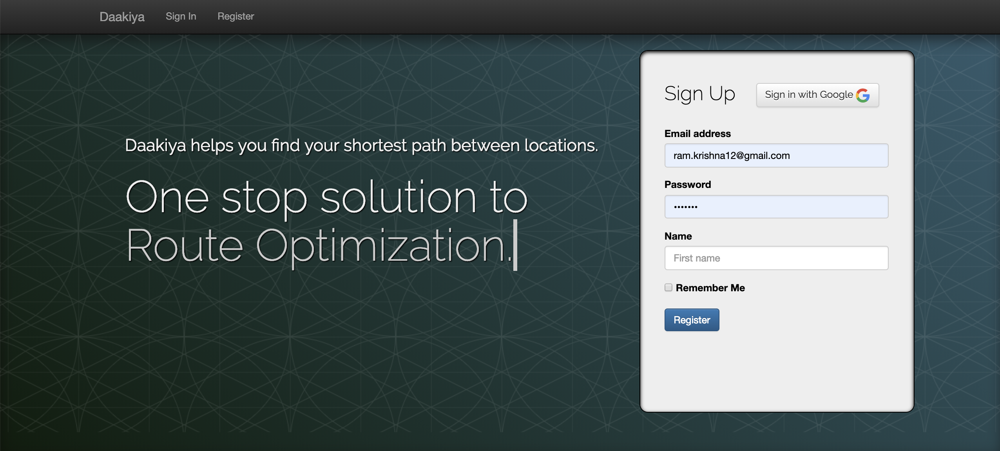 Daakiya Sign In Register
Daakiya helps you find your shortest path between locations.
One stop solution to
Route Optimization.
Sign Up Sign in with Google
Email address
ram.krishna12@gmail.com
Password
•••••••
Name
First name
Remember Me
Register